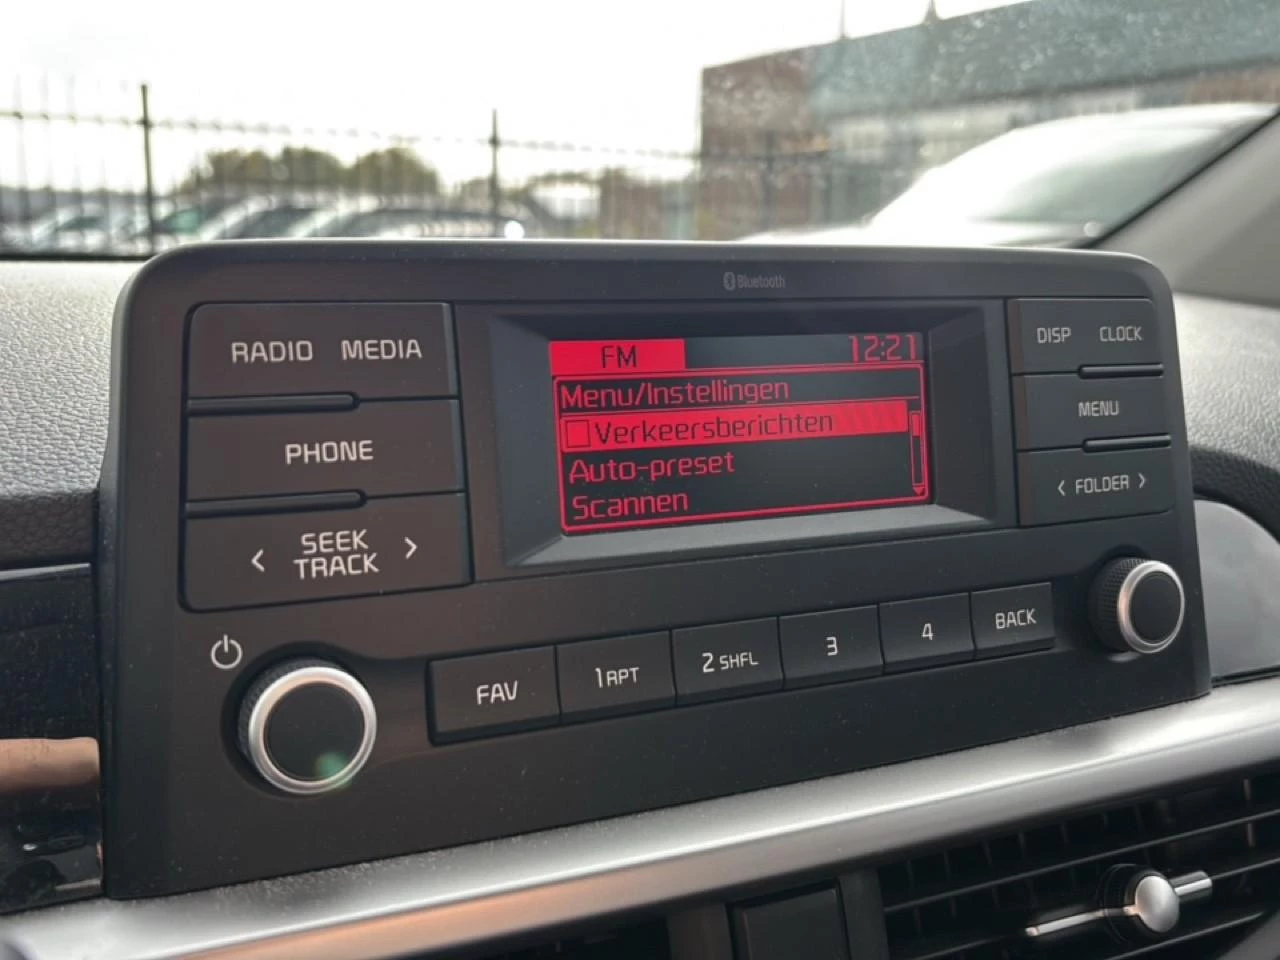 Bluetooth
RADIO MEDIA
PHONE
< SEEK TRACK >
FM 12:21
Menu/Instellingen
Verkeersberichten
Auto-preset
Scannen
DISP CLOCK
MENU
< FOLDER >
FAV 1 RPT 2 SHFL 3 4 BACK